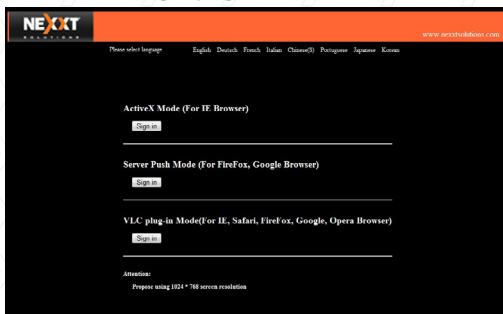 NEXXT
SOLUTIONS
www.nexxtsolutions.com
Please select language English Deutsch French Italian Chinese(S) Portuguese Japanese Korean
ActiveX Mode (For IE Browser)
Sign in
Server Push Mode (For FireFox, Google Browser)
Sign in
VLC plug-in Mode(For IE, Safari, FireFox, Google, Opera Browser)
Sign in
Attention:
Propose using 1024 * 768 screen resolution